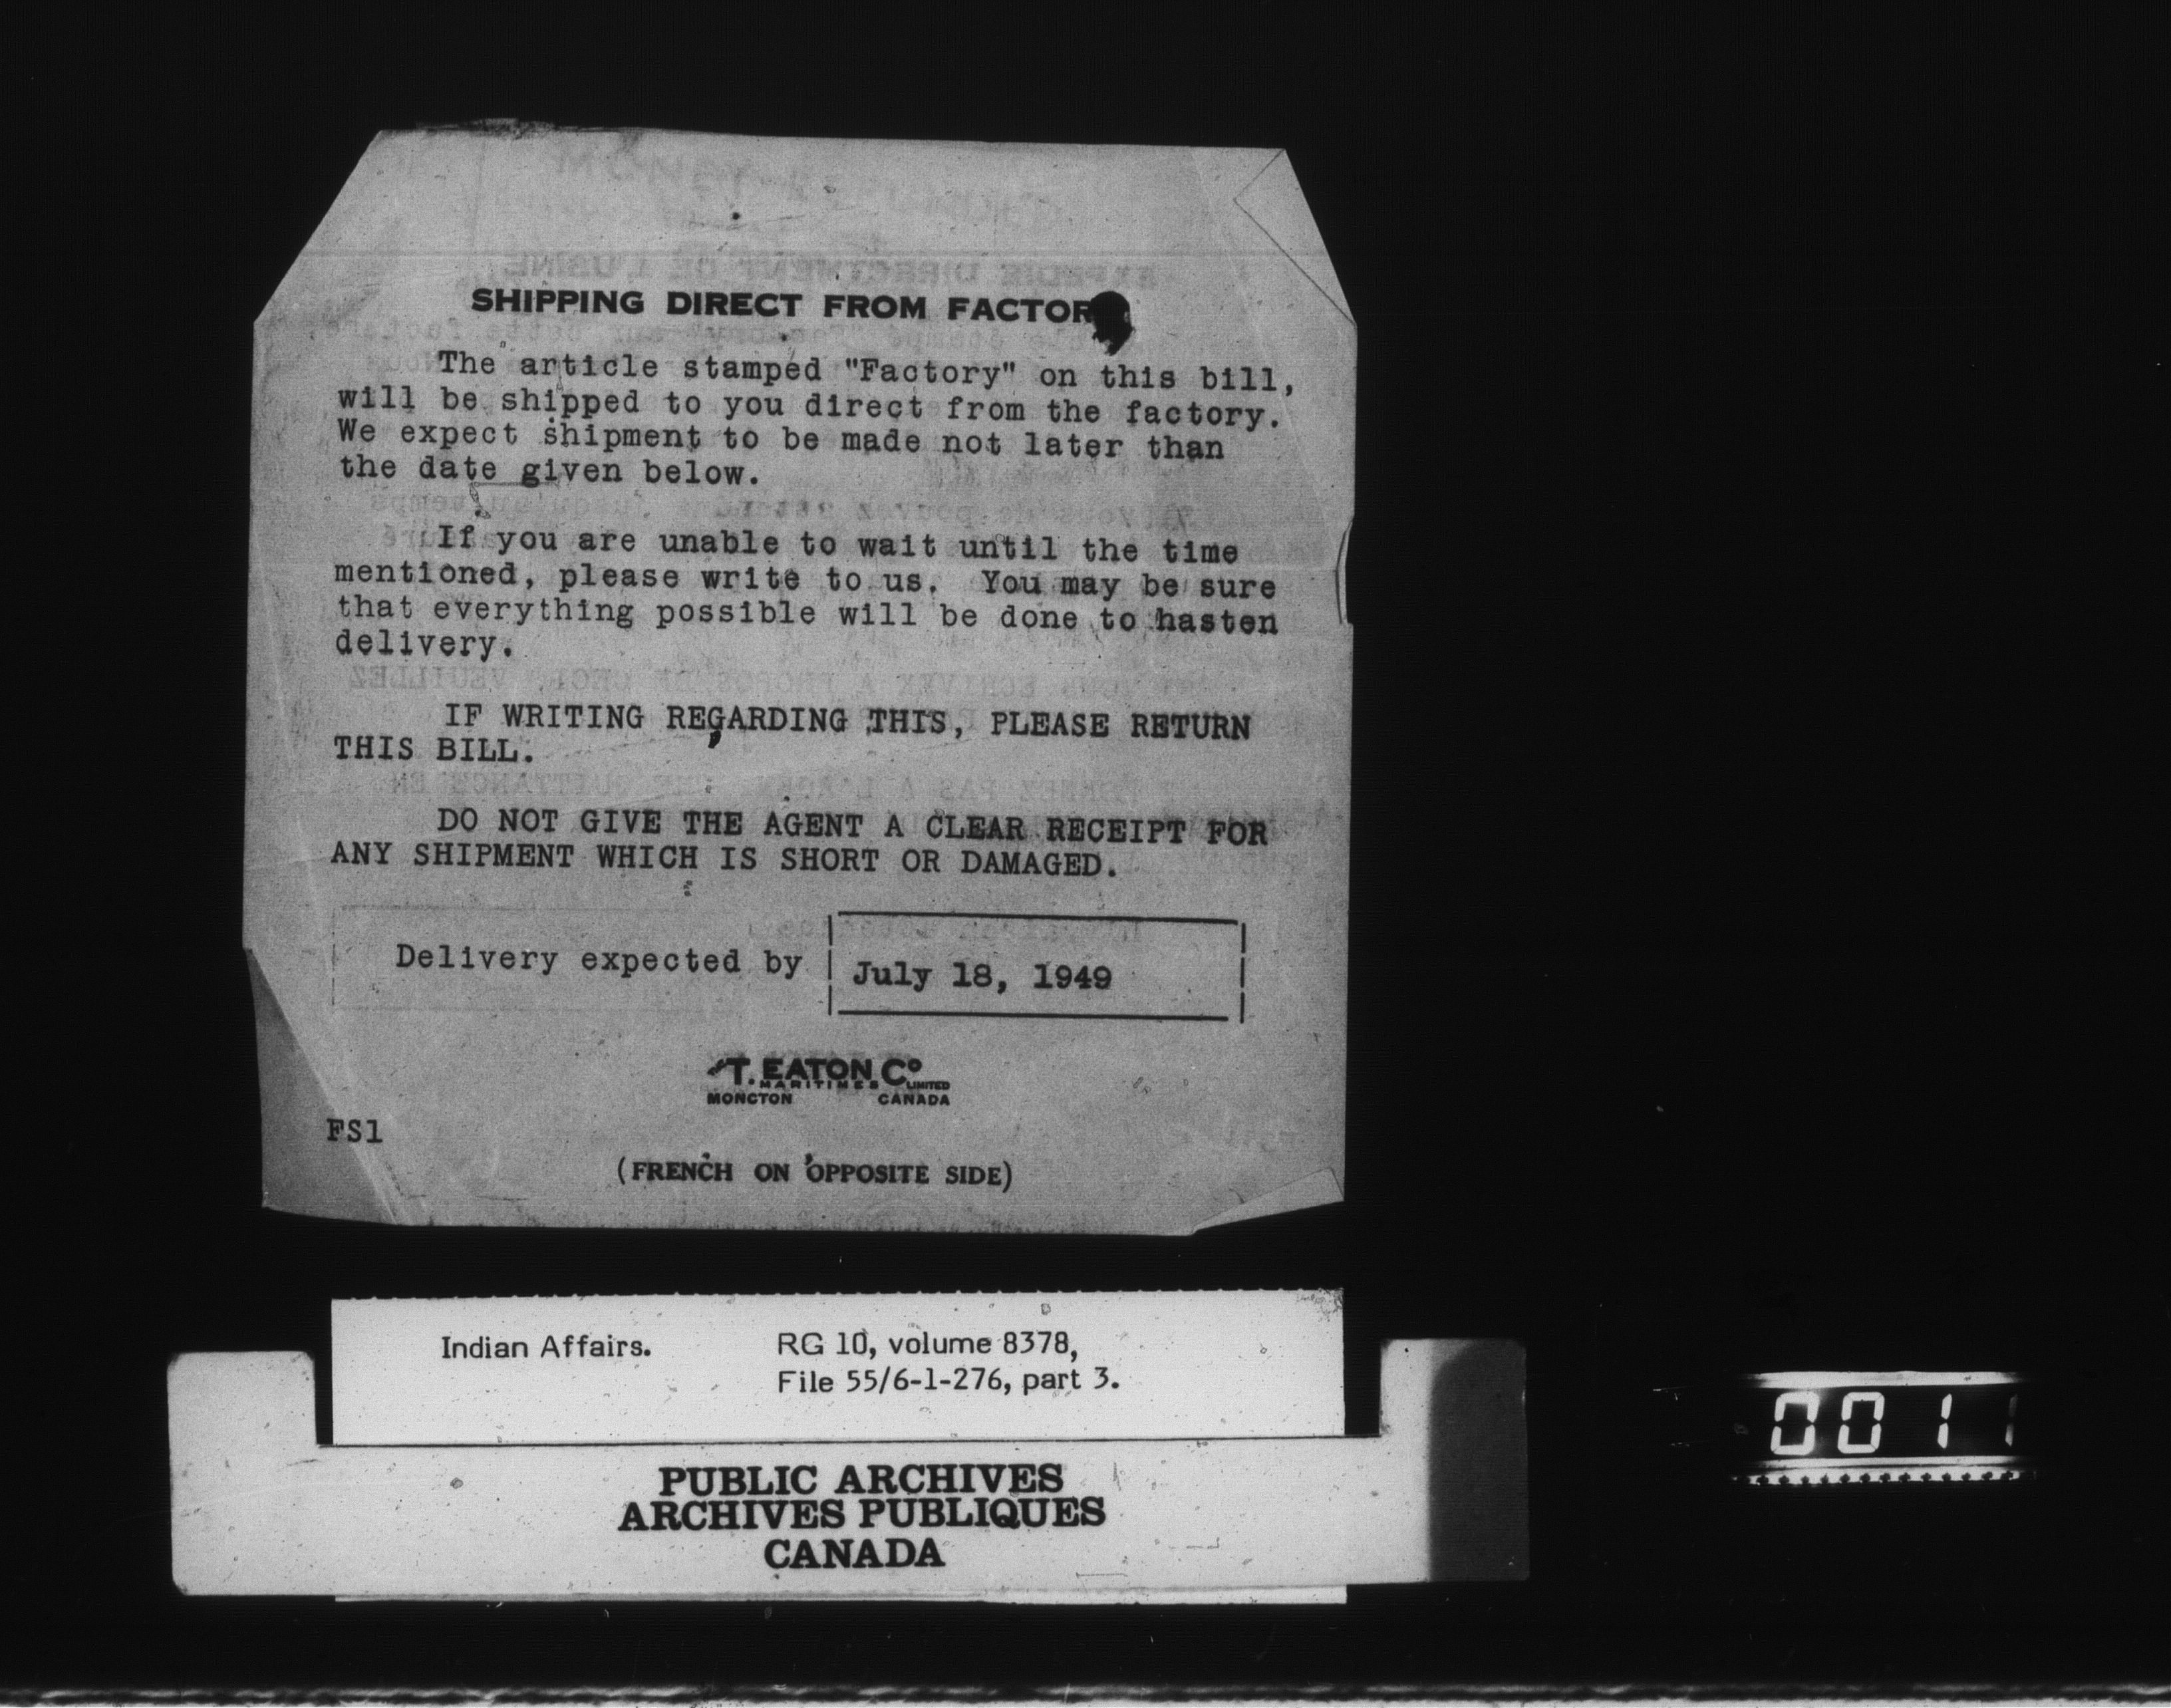 SHIPPING DIRECT FROM FACTOR
The article stamped "Factory" on this bill,
will be shipped to you direct from the factory.
We expect shipment to be made not later than
the date given below.
If you are unable to wait until the time
mentioned, please write to us. You may be sure
that everything possible will be done to hasten
delivery.
IF WRITING REGARDING THIS, PLEASE RETURN
THIS BILL.
DO NOT GIVE THE AGENT A CLEAR RECEIPT FOR
ANY SHIPMENT WHICH IS SHORT OR DAMAGED.
Delivery expected by July 18, 1949
T. EATON Co
MARITIMES LIMITED
MONCTON CANADA
FS1
(FRENCH ON OPPOSITE SIDE)
Indian Affairs. RG 10, volume 8378,
File 55/6-1-276, part 3.
PUBLIC ARCHIVES
ARCHIVES PUBLIQUES
CANADA
0011